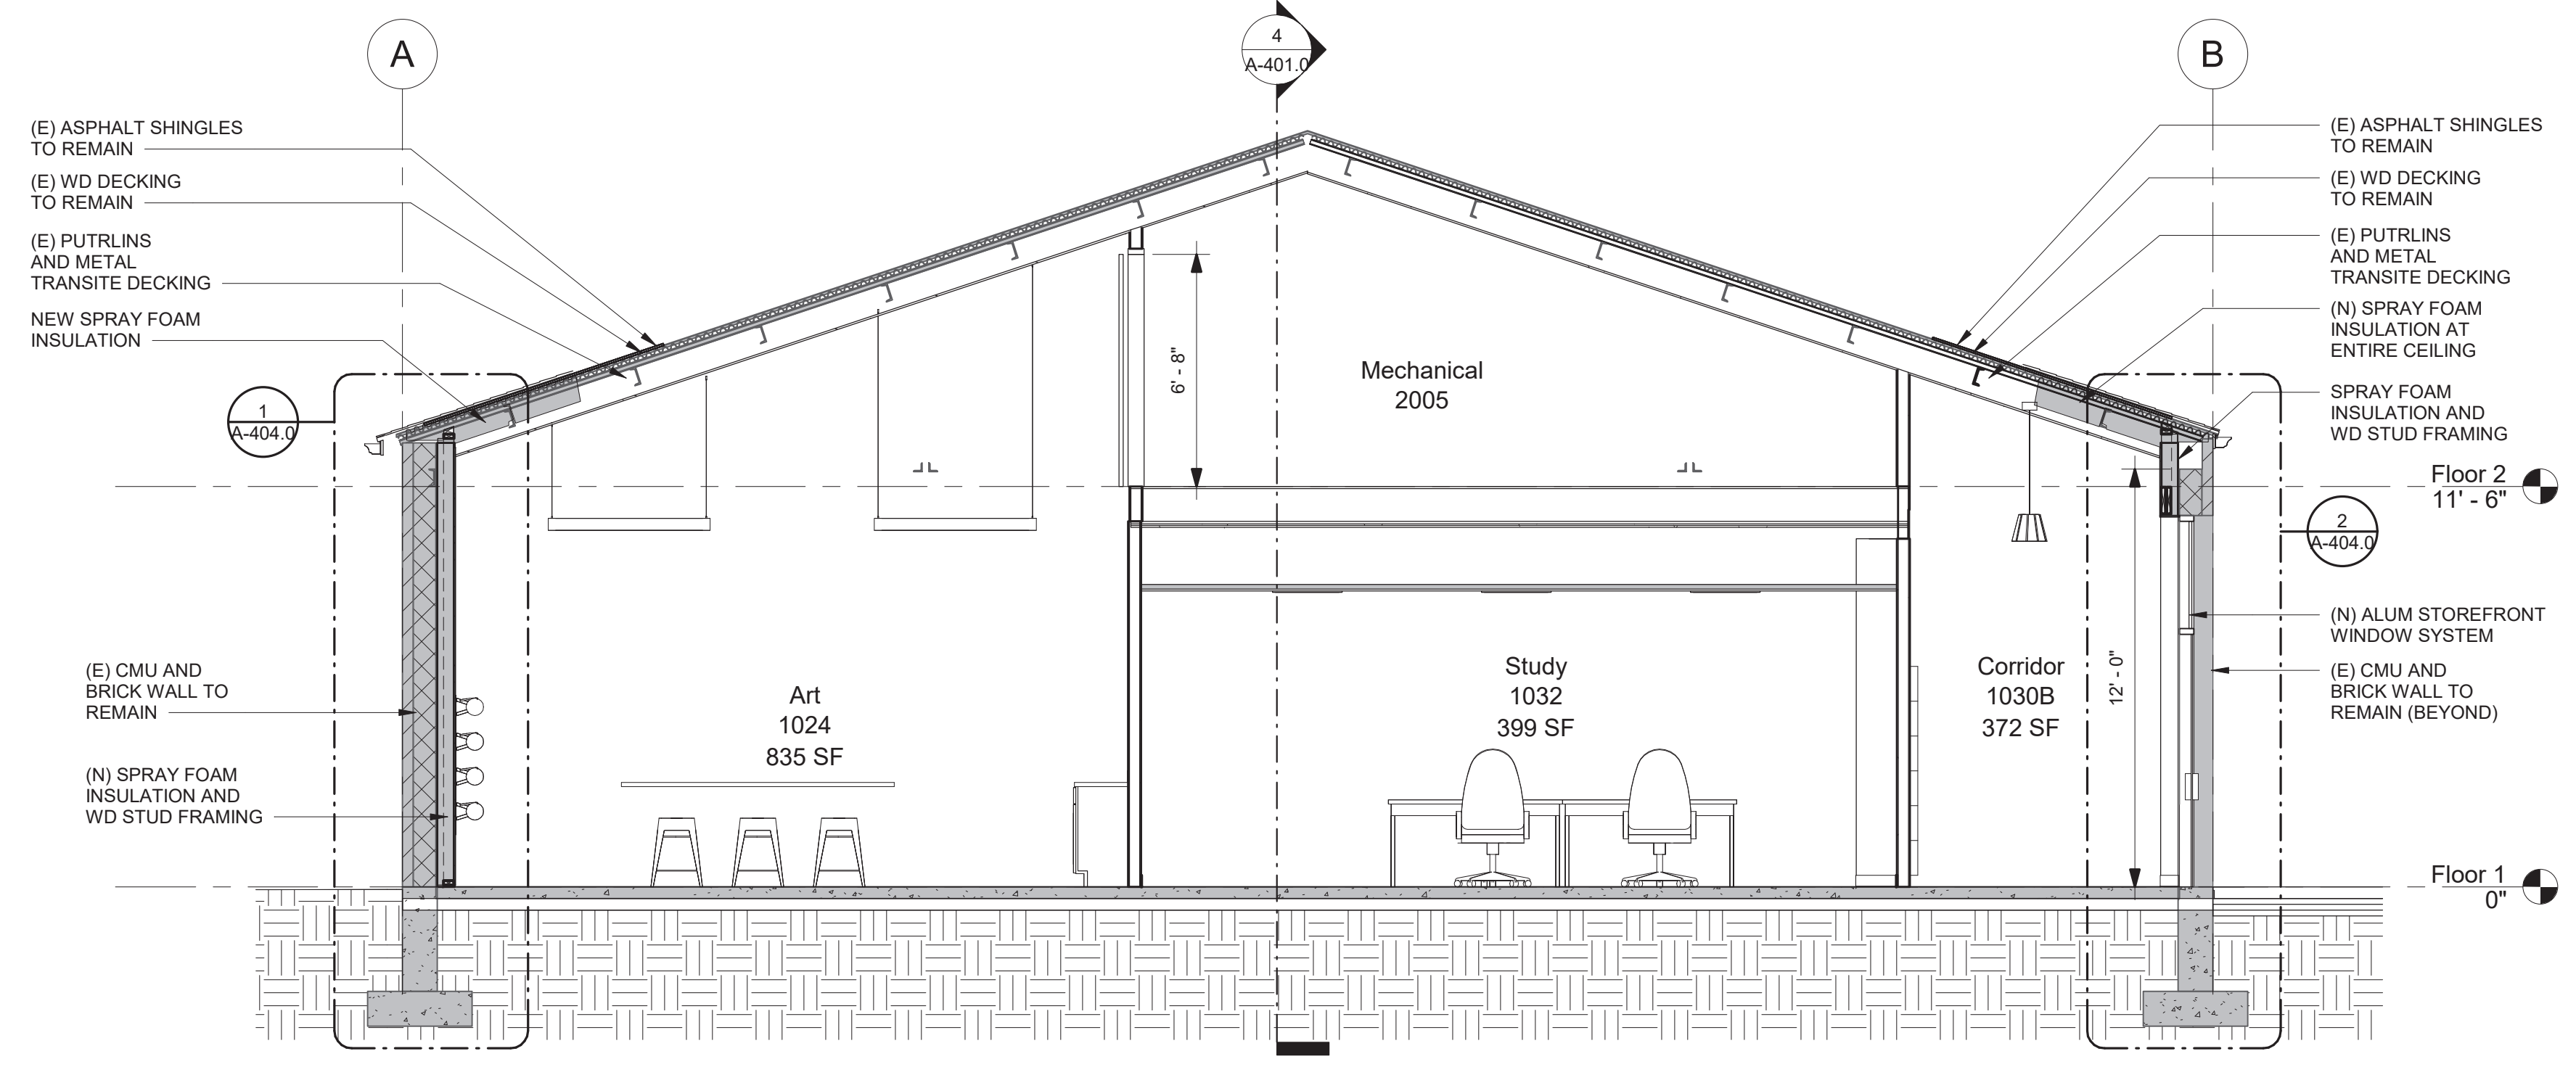 A
4
A-401.0
B
(E) ASPHALT SHINGLES
TO REMAIN
(E) WD DECKING
TO REMAIN
(E) PUTRLINS
AND METAL
TRANSITE DECKING
NEW SPRAY FOAM
INSULATION
1
A-404.0
(E) CMU AND
BRICK WALL TO
REMAIN
(N) SPRAY FOAM
INSULATION AND
WD STUD FRAMING
Art
1024
835 SF
6' - 8"
Mechanical
2005
Study
1032
399 SF
Corridor
1030B
372 SF
12' - 0"
(E) ASPHALT SHINGLES
TO REMAIN
(E) WD DECKING
TO REMAIN
(E) PUTRLINS
AND METAL
TRANSITE DECKING
(N) SPRAY FOAM
INSULATION AT
ENTIRE CEILING
SPRAY FOAM
INSULATION AND
WD STUD FRAMING
Floor 2
11' - 6"
2
A-404.0
(N) ALUM STOREFRONT
WINDOW SYSTEM
(E) CMU AND
BRICK WALL TO
REMAIN (BEYOND)
Floor 1
0"